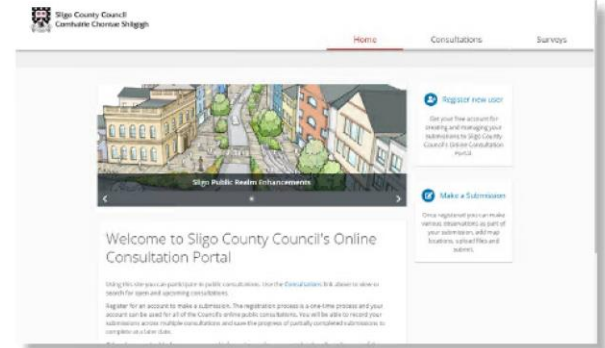 Sligo County Council
Comhairle Chontae Shligigh
Home
Consultations
Surveys
Sligo Public Realm Enhancements
Register new user
Get your free account for
creating and managing your
submissions to Sligo County
Council's Online Consultation
Portal.
Make a Submission
Once registered you can make
various observations as part of
your submission, add map
locations, upload files and
submit.
Welcome to Sligo County Council's Online
Consultation Portal
Using this site you can participate in public consultations. Use the Consultations link above to view or
search for open and upcoming consultations.
Register for an account to make a submission. The registration process is a one-time process and your
account can be used for all of the Council's online public consultations. You will be able to record your
submissions across multiple consultations and save the progress of partially completed submissions to
complete at a later date.